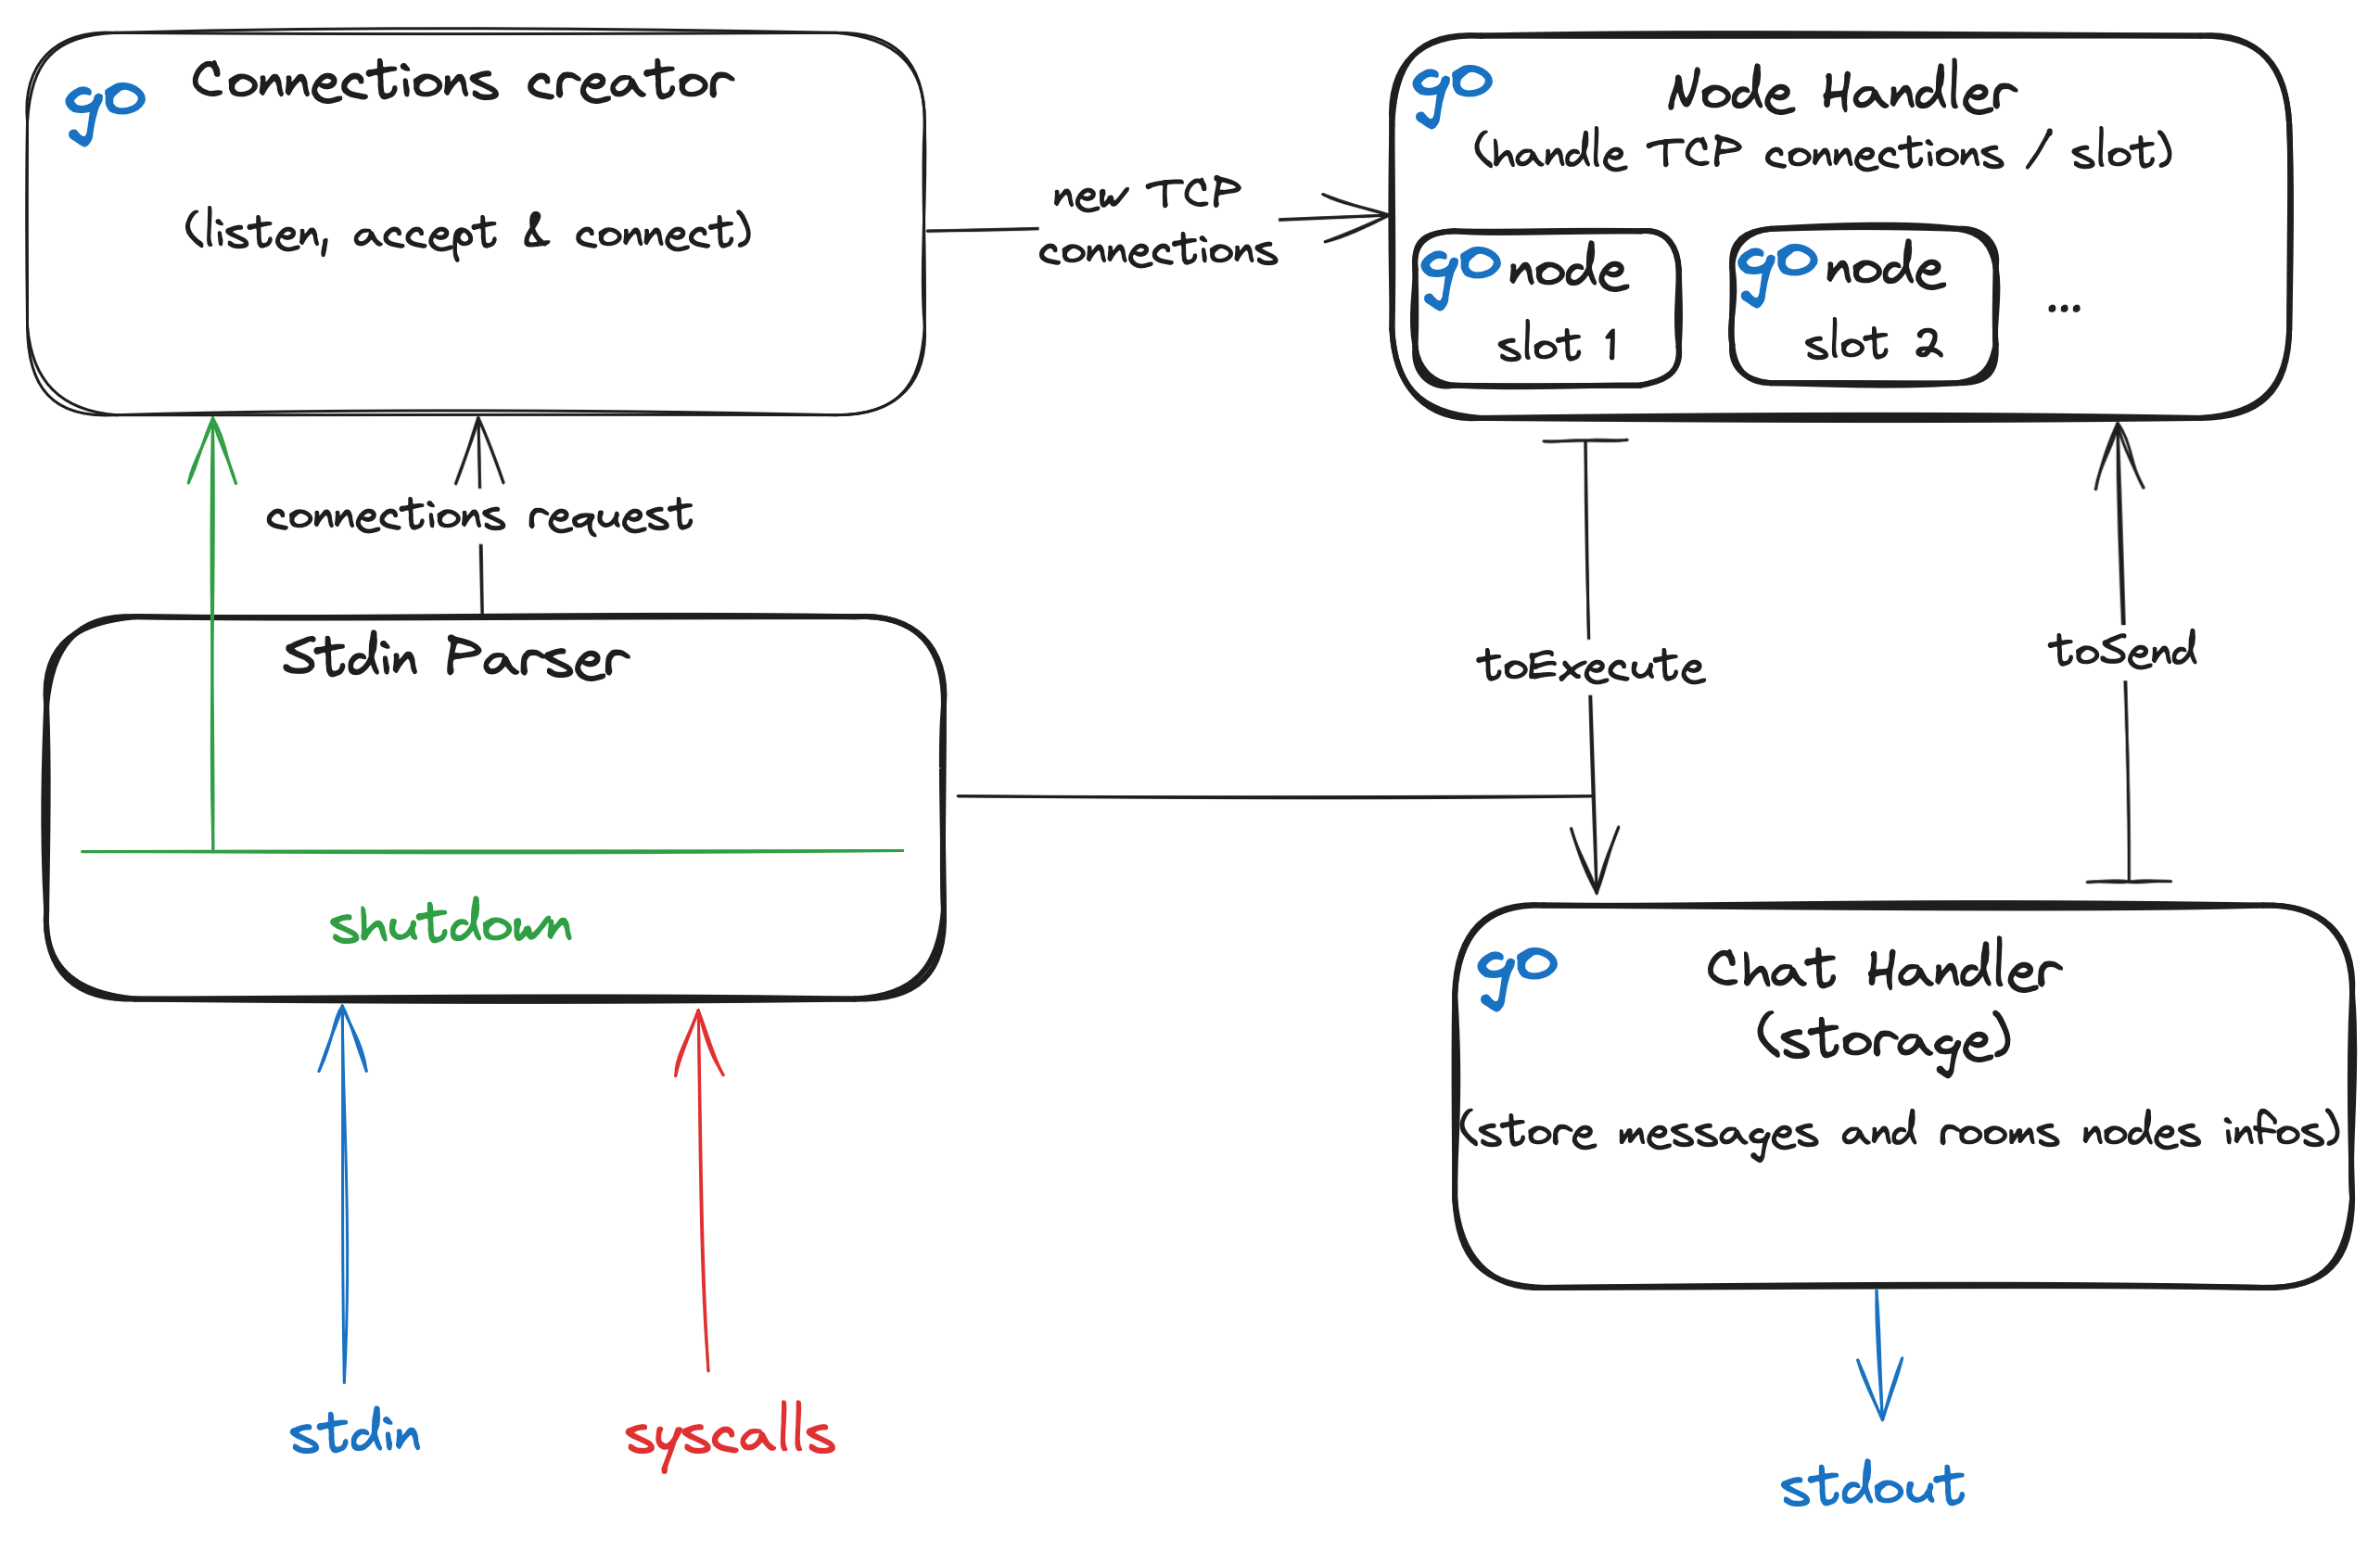 go
Connections creator
(listen, accept & connect)
new TCP
connections
go
Node Handler
(handle TCP connections / slot)
go node
slot 1
go node
slot 2
...
connections request
Stdin Parser
shutdown
toExecute
toSend
go
Chat Handler
(storage)
(store messages and rooms nodes infos)
stdin
syscalls
stdout